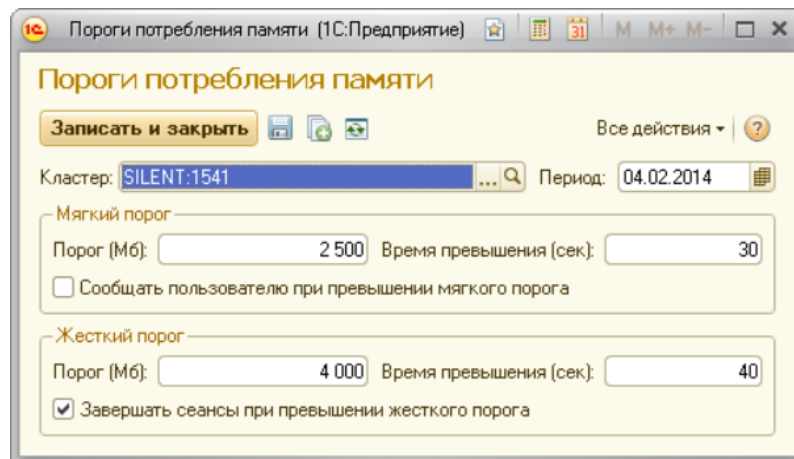 1С Пороги потребления памяти (1С:Предприятие) 31 M M+ M-
Пороги потребления памяти
Записать и закрыть Все действия ?
Кластер: SILENT:1541 ... Период: 04.02.2014
Мягкий порог
Порог (Мб): 2 500 Время превышения (сек): 30
Сообщать пользователю при превышении мягкого порога
Жесткий порог
Порог (Мб): 4 000 Время превышения (сек): 40
Завершать сеансы при превышении жесткого порога